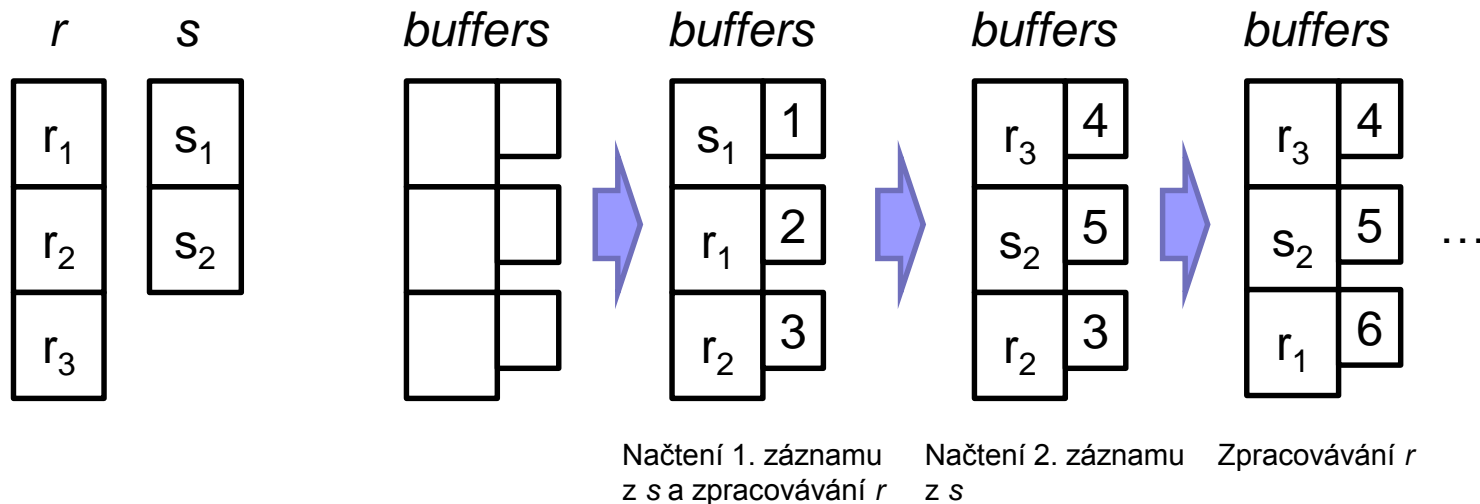 r s buffers buffers buffers buffers
r₁ s₁ s₁ 1 r₃ 4 r₃ 4
r₂ s₂ r₁ 2 s₂ 5 s₂ 5 …
r₃ r₂ 3 r₂ 3 r₁ 6
Načtení 1. záznamu
z s a zpracovávání r
Načtení 2. záznamu
z s
Zpracovávání r